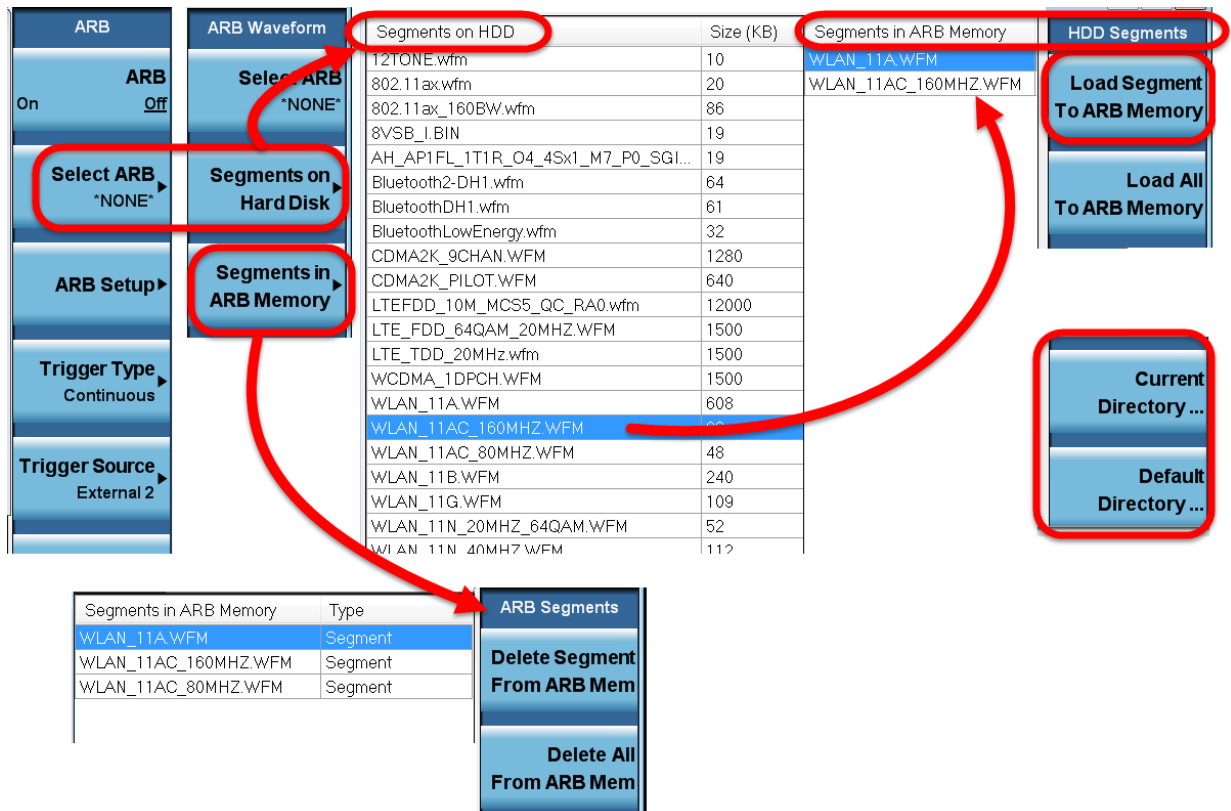 ARB
ARB
On Off
Select ARB
*NONE*
ARB Setup
Trigger Type
Continuous
Trigger Source
External 2
ARB Waveform
Select ARB
*NONE*
Segments on
Hard Disk
Segments in
ARB Memory
Segments on HDD Size (KB)
12TONE.wfm 10
802.11ax.wfm 20
802.11ax_160BW.wfm 86
8VSB_I.BIN 19
AH_AP1FL_1T1R_O4_4Sx1_M7_P0_SGI... 19
Bluetooth2-DH1.wfm 64
BluetoothDH1.wfm 61
BluetoothLowEnergy.wfm 32
CDMA2K_9CHAN.WFM 1280
CDMA2K_PILOT.WFM 640
LTEFDD_10M_MCS5_QC_RA0.wfm 12000
LTE_FDD_64QAM_20MHZ.WFM 1500
LTE_TDD_20MHz.wfm 1500
WCDMA_1DPCH.WFM 1500
WLAN_11A.WFM 608
WLAN_11AC_160MHZ.WFM
WLAN_11AC_80MHZ.WFM 48
WLAN_11B.WFM 240
WLAN_11G.WFM 109
WLAN_11N_20MHZ_64QAM.WFM 52
WLAN_11N_40MHZ.WFM 112
Segments in ARB Memory
WLAN_11A.WFM
WLAN_11AC_160MHZ.WFM
HDD Segments
Load Segment
To ARB Memory
Load All
To ARB Memory
Current
Directory ...
Default
Directory ...
Segments in ARB Memory Type
WLAN_11A.WFM Segment
WLAN_11AC_160MHZ.WFM Segment
WLAN_11AC_80MHZ.WFM Segment
ARB Segments
Delete Segment
From ARB Mem
Delete All
From ARB Mem